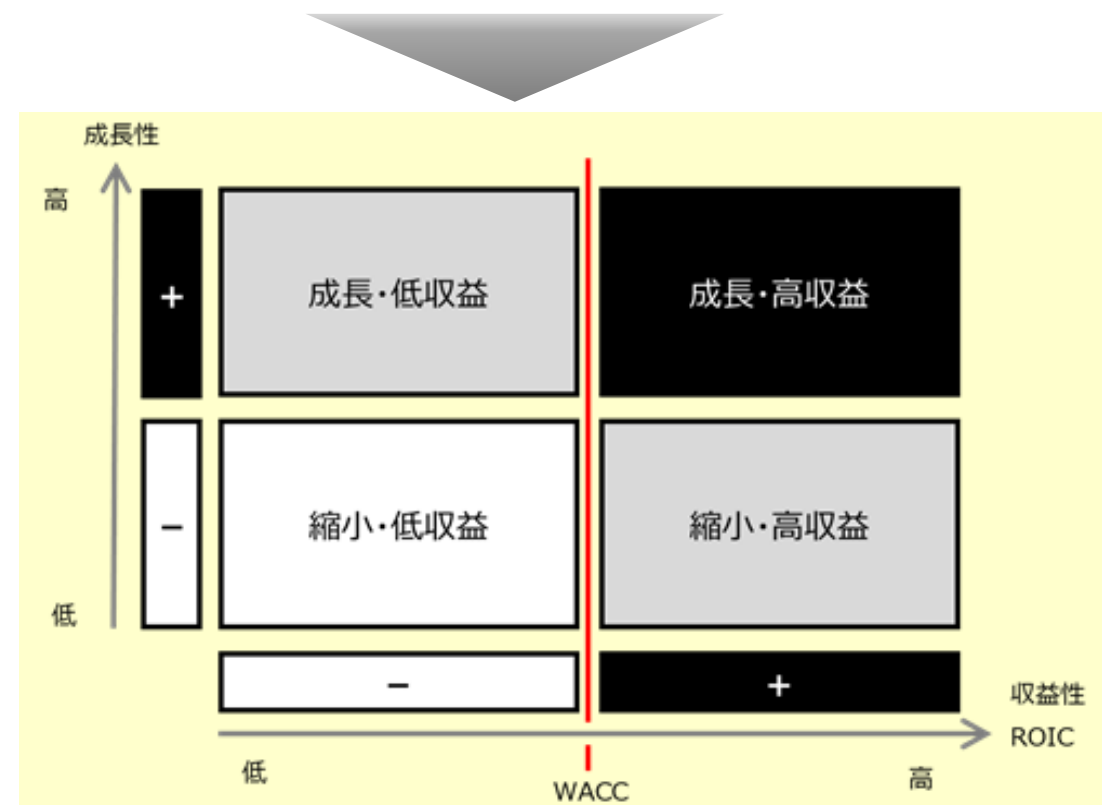 成長性
高
+
成長・低収益
成長・高収益
−
縮小・低収益
縮小・高収益
低
−
+
収益性
ROIC
低
WACC
高